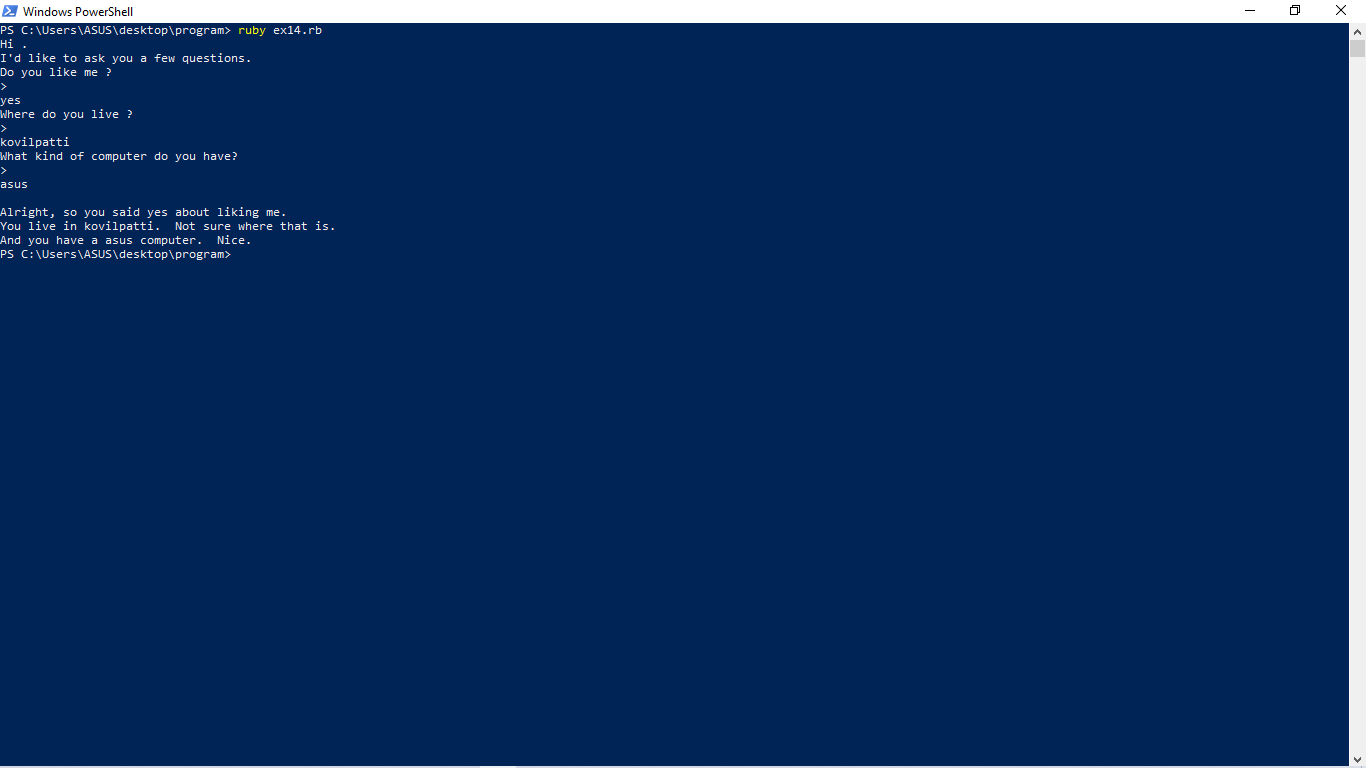 Windows PowerShell
PS C:\Users\ASUS\desktop\program> ruby ex14.rb
Hi .
I'd like to ask you a few questions.
Do you like me ?
>
yes
Where do you live ?
>
kovilpatti
What kind of computer do you have?
>
asus
Alright, so you said yes about liking me.
You live in kovilpatti.  Not sure where that is.
And you have a asus computer.  Nice.
PS C:\Users\ASUS\desktop\program>